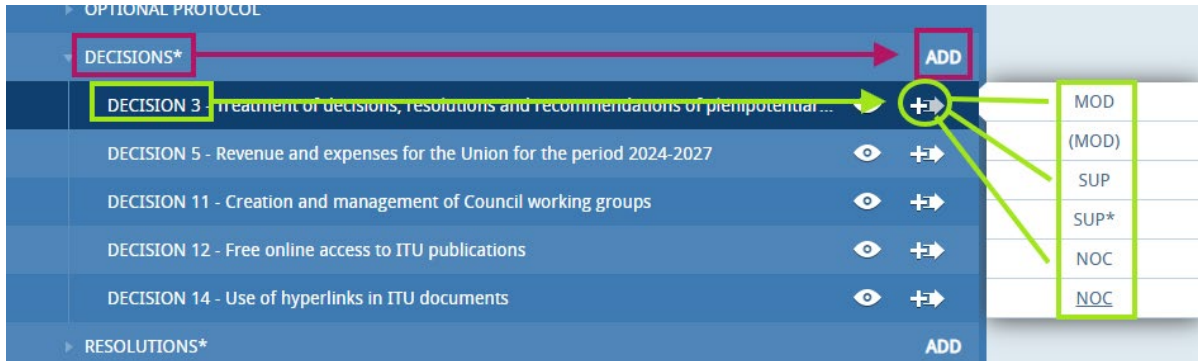 OPTIONAL PROTOCOL
DECISIONS* ADD
DECISION 3 - Treatment of decisions, resolutions and recommendations of plenipotentiar...
DECISION 5 - Revenue and expenses for the Union for the period 2024-2027
DECISION 11 - Creation and management of Council working groups
DECISION 12 - Free online access to ITU publications
DECISION 14 - Use of hyperlinks in ITU documents
RESOLUTIONS* ADD
MOD
(MOD)
SUP
SUP*
NOC
NOC